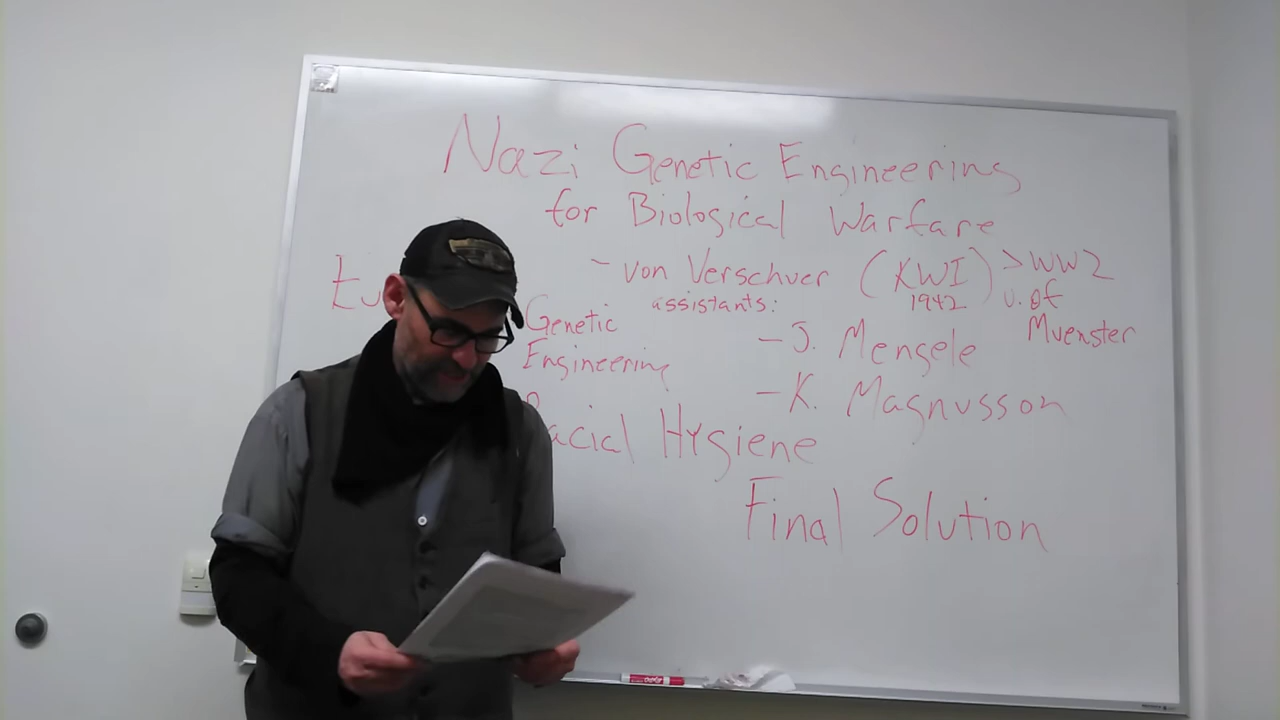 Nazi Genetic Engineering
for Biological Warfare
- von Verschuer (KWI) > WW2
1942 U. of
Muenster
assistants:
Genetic
Engineering
- J. Mengele
- K. Magnusson
Racial Hygiene
Final Solution